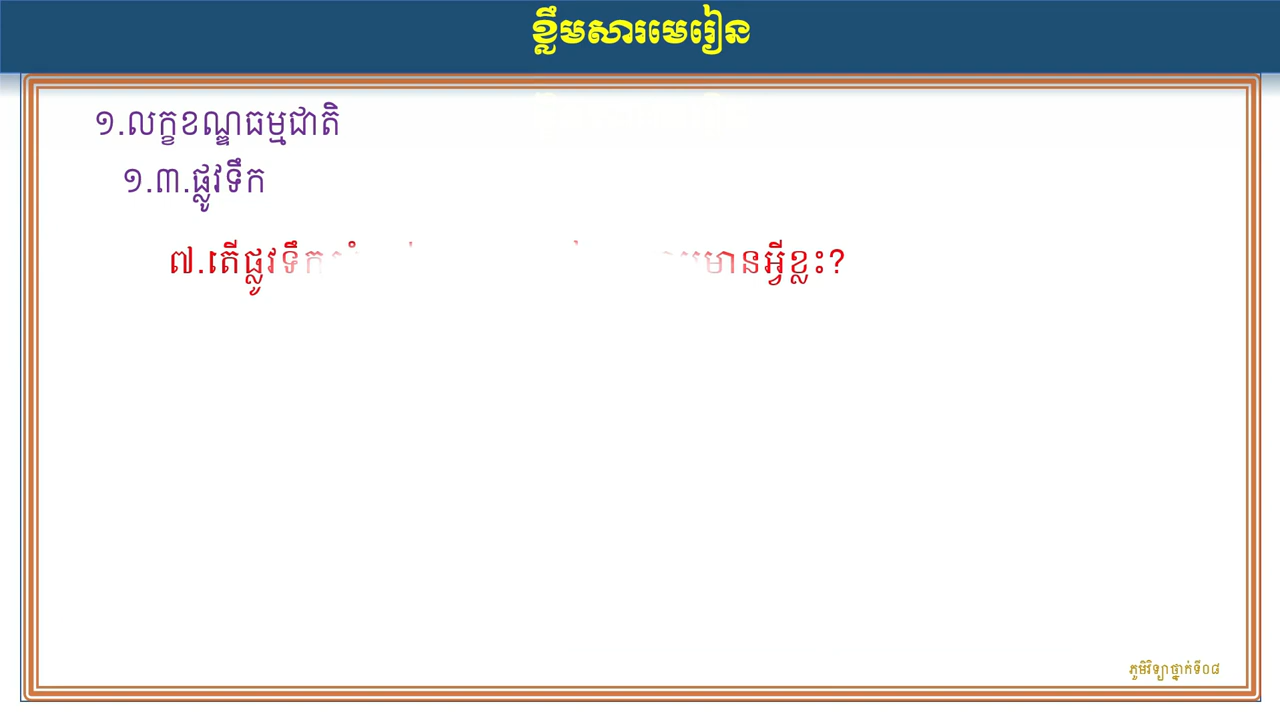 ខ្លឹមសារមេរៀន
១.លក្ខខណ្ឌធម្មជាតិ
១.៣.ផ្លូវទឹក
៧.តើផ្លូវទឹក មានអ្វីខ្លះ?
ភូមិវិទ្យាថ្នាក់ទី០៨